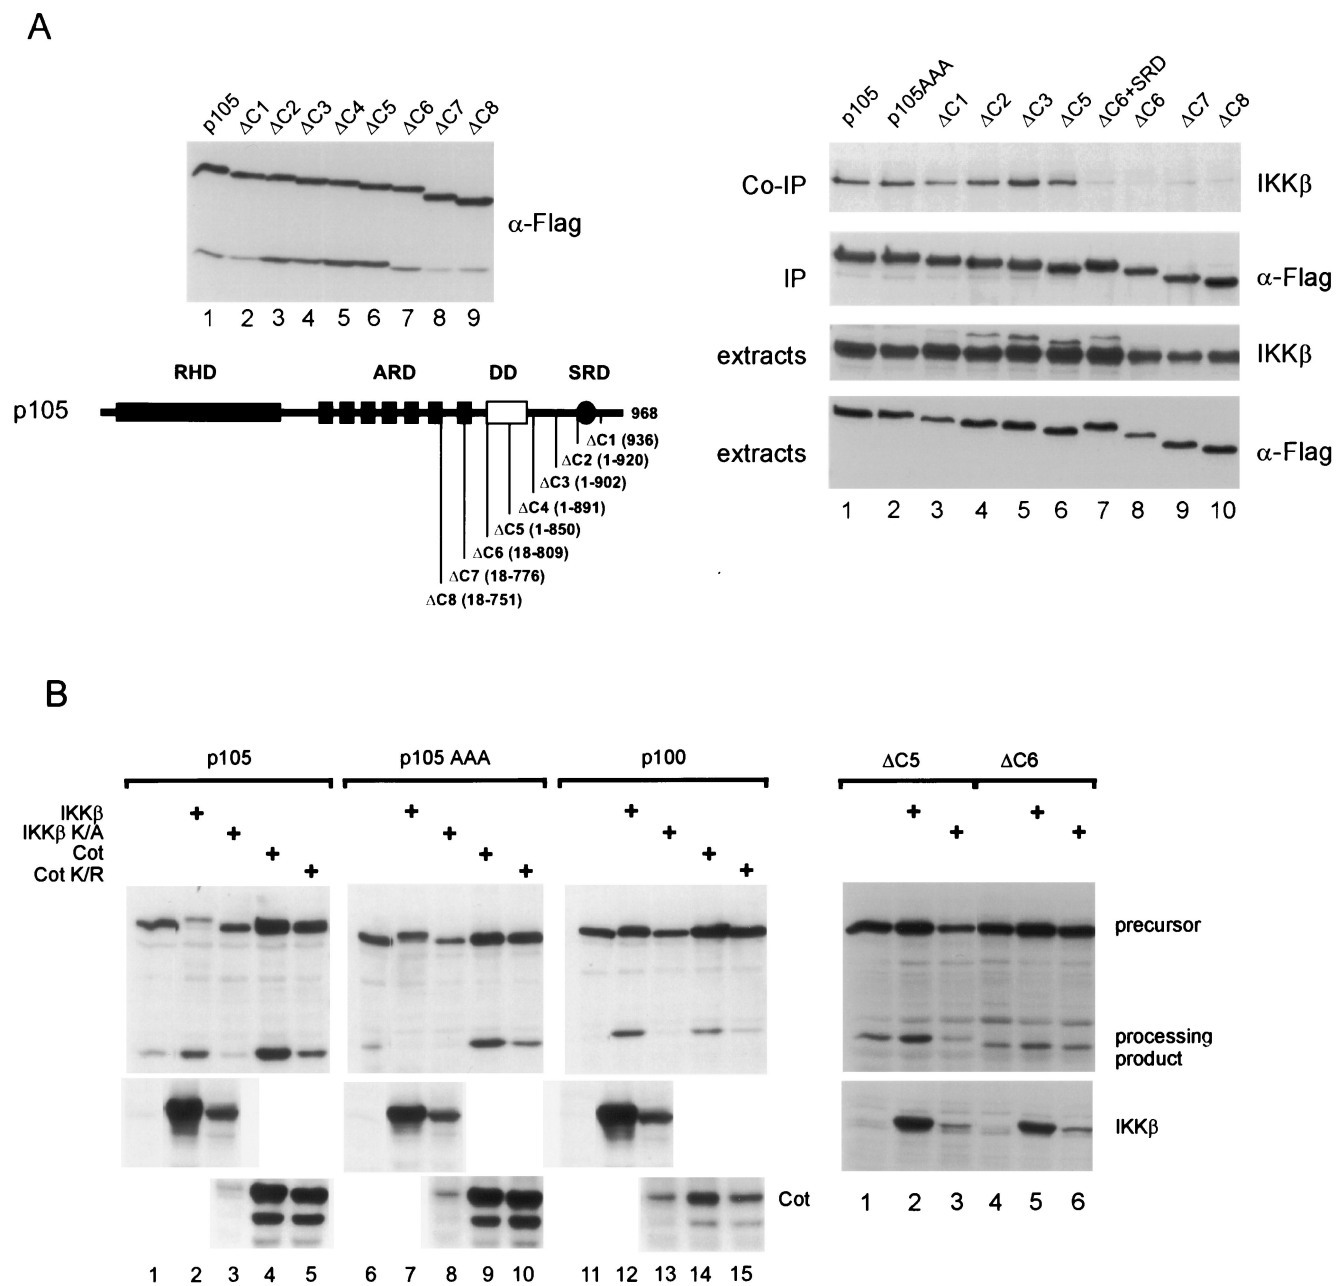 A
p105 ΔC1 ΔC2 ΔC3 ΔC4 ΔC5 ΔC6 ΔC7 ΔC8
α-Flag
1 2 3 4 5 6 7 8 9
RHD ARD DD SRD
p105 968
ΔC1 (936)
ΔC2 (1-920)
ΔC3 (1-902)
ΔC4 (1-891)
ΔC5 (1-850)
ΔC6 (18-809)
ΔC7 (18-776)
ΔC8 (18-751)
p105 p105AAA ΔC1 ΔC2 ΔC3 ΔC5 ΔC6+SRD ΔC6 ΔC7 ΔC8
Co-IP IKKβ
IP α-Flag
extracts IKKβ
extracts α-Flag
1 2 3 4 5 6 7 8 9 10
B
p105 p105 AAA p100 ΔC5 ΔC6
IKKβ + + + + +
IKKβ K/A + + + + +
Cot + + +
Cot K/R + + +
precursor
processing
product
IKKβ
Cot
1 2 3 4 5 6 7 8 9 10 11 12 13 14 15
1 2 3 4 5 6